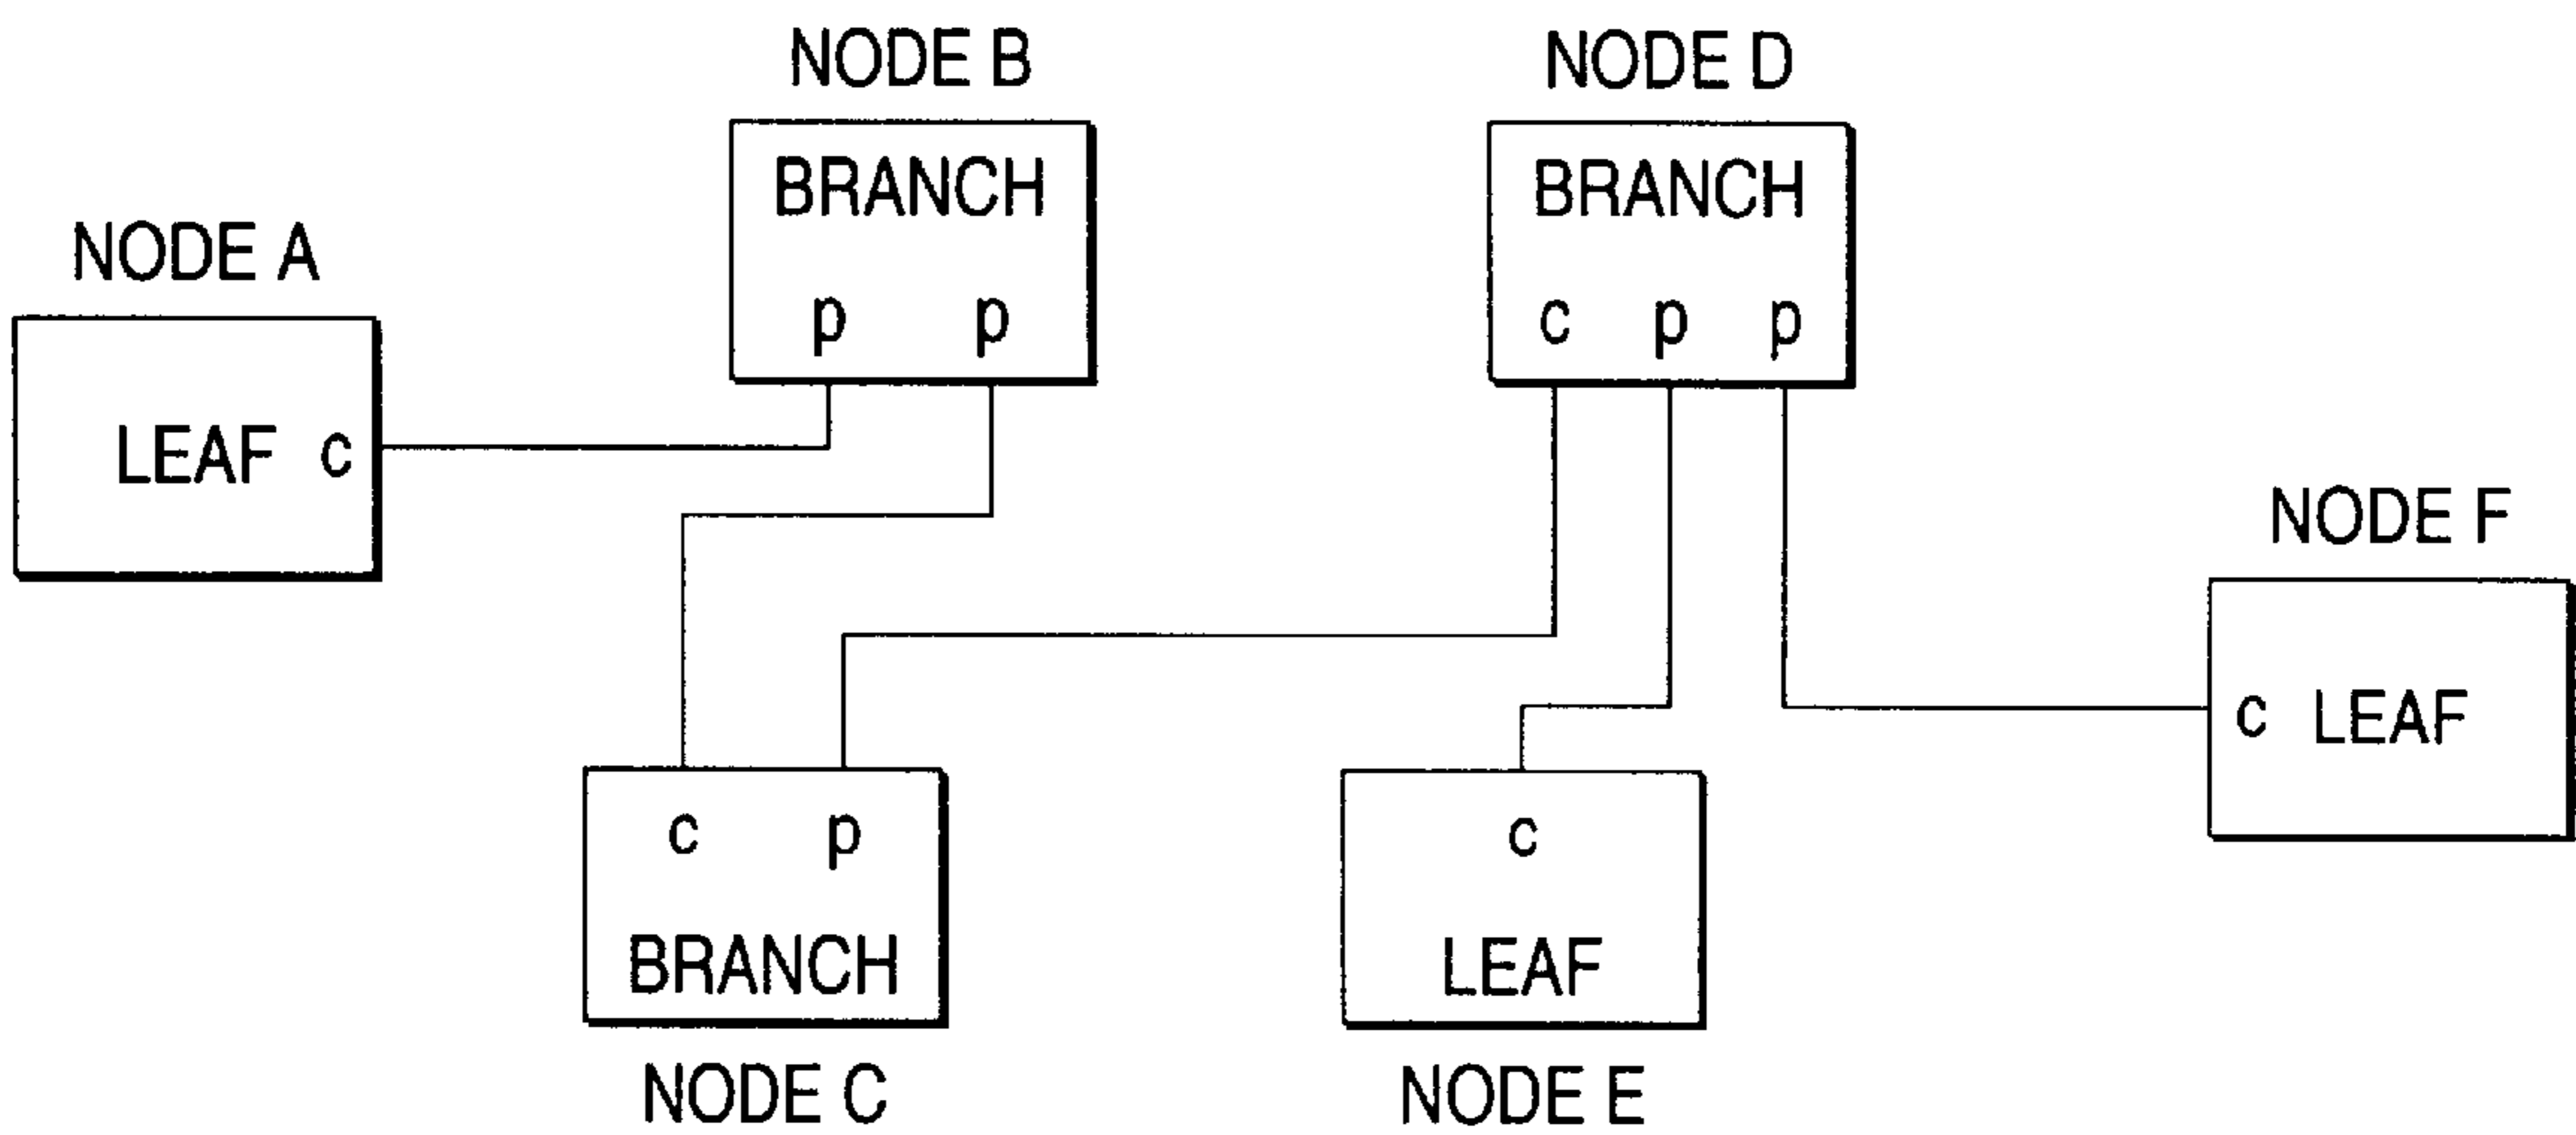 NODE B
BRANCH
p p
NODE D
BRANCH
c p p
NODE A
LEAF c
NODE F
c LEAF
c p
BRANCH
NODE C
c
LEAF
NODE E